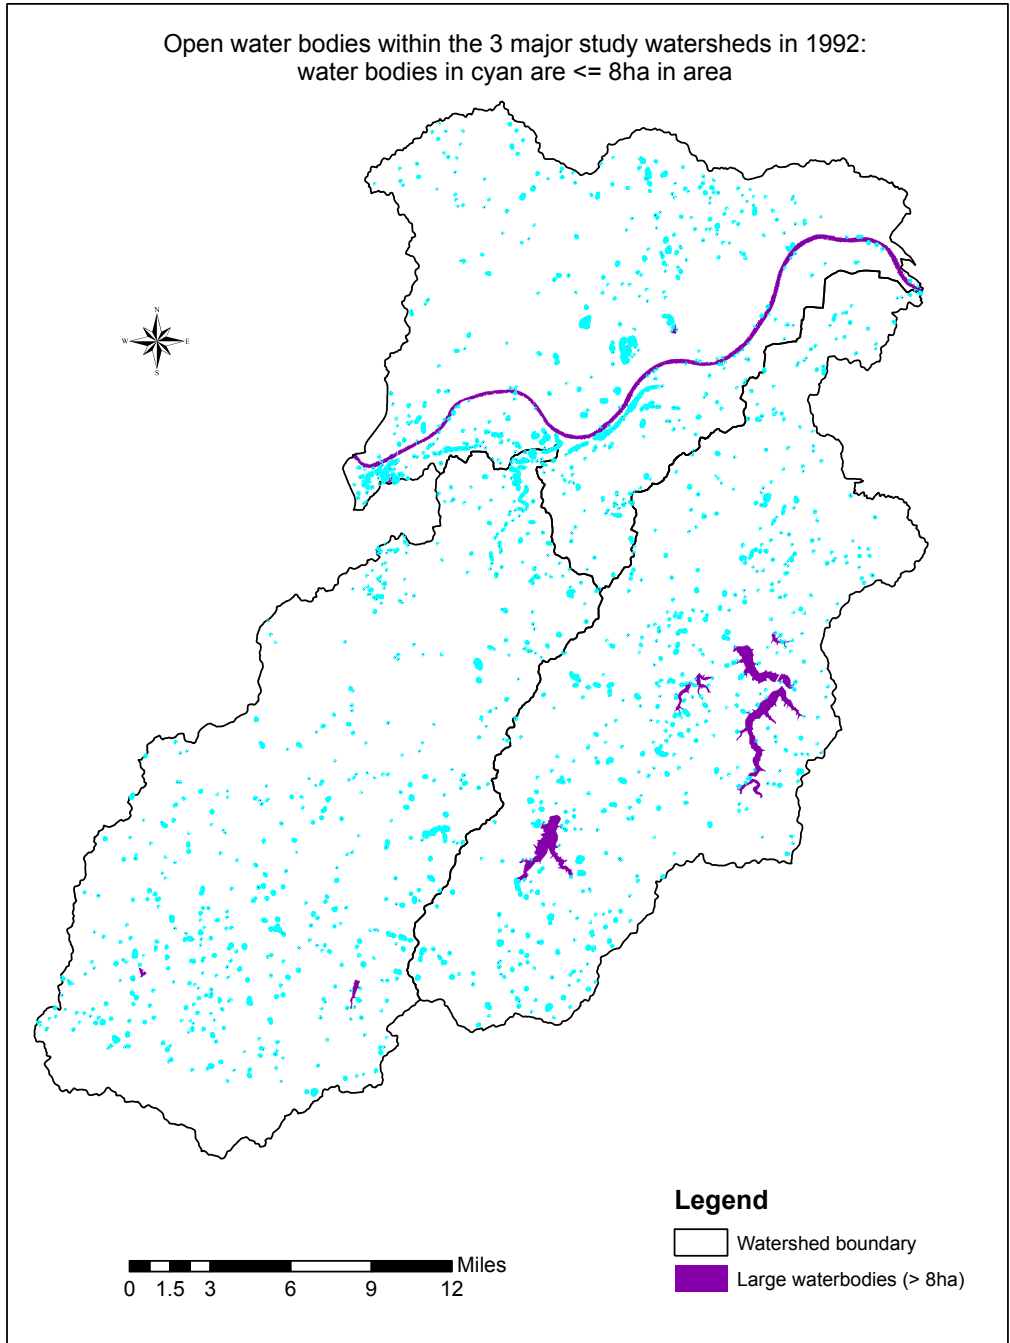 Open water bodies within the 3 major study watersheds in 1992:
water bodies in cyan are <= 8ha in area
N
W E
S
Legend
Watershed boundary
Large waterbodies (> 8ha)
Miles
0 1.5 3 6 9 12